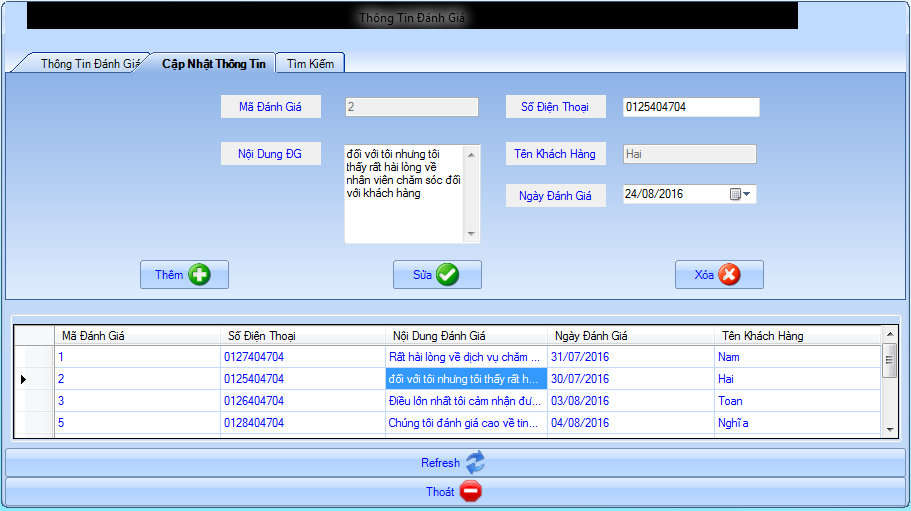 Thông Tin Đánh Giá
Thông Tin Đánh Giá Cập Nhật Thông Tin Tìm Kiếm
Mã Đánh Giá 2 Số Điện Thoại 0125404704
Nội Dung ĐG
đối với tôi nhưng tôi
thấy rất hài lòng về
nhân viên chăm sóc đối
với khách hàng
Tên Khách Hàng Hai
Ngày Đánh Giá 24/08/2016
Thêm Sửa Xóa
Mã Đánh Giá Số Điện Thoại Nội Dung Đánh Giá Ngày Đánh Giá Tên Khách Hàng
1 0127404704 Rất hài lòng về dịch vụ chăm ... 31/07/2016 Nam
2 0125404704 đối với tôi nhưng tôi thấy rất h... 30/07/2016 Hai
3 0126404704 Điều lớn nhất tôi cảm nhận đư... 03/08/2016 Toan
5 0128404704 Chúng tôi đánh giá cao về tin... 04/08/2016 Nghĩa
Refresh
Thoát